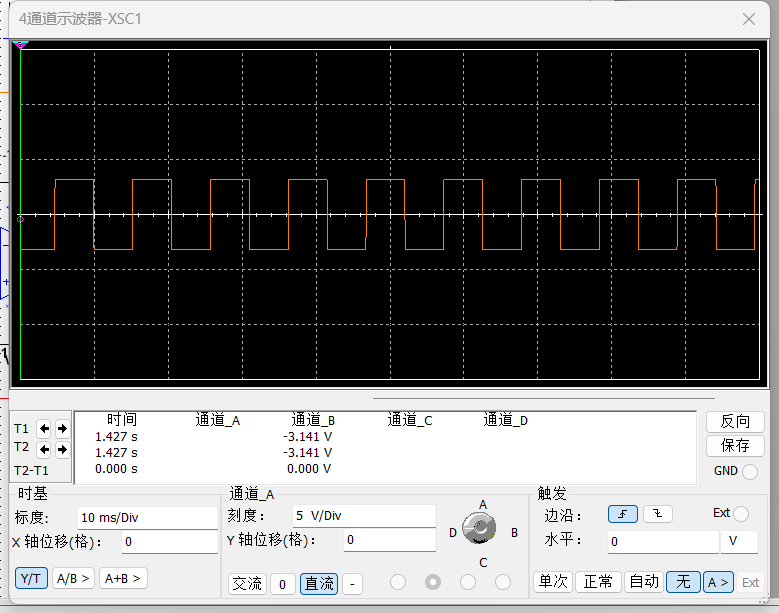 4通道示波器-XSC1
时间 通道_A 通道_B 通道_C 通道_D
T1 1.427 s -3.141 V
T2 1.427 s -3.141 V
T2-T1 0.000 s 0.000 V
反向
保存
GND
时基
标度： 10 ms/Div
X 轴位移(格)： 0
Y/T A/B > A+B >
通道_A
刻度： 5 V/Div
Y 轴位移(格)： 0
交流 0 直流 -
A
D B
C
触发
边沿： Ext
水平： 0 V
单次 正常 自动 无 A > Ext